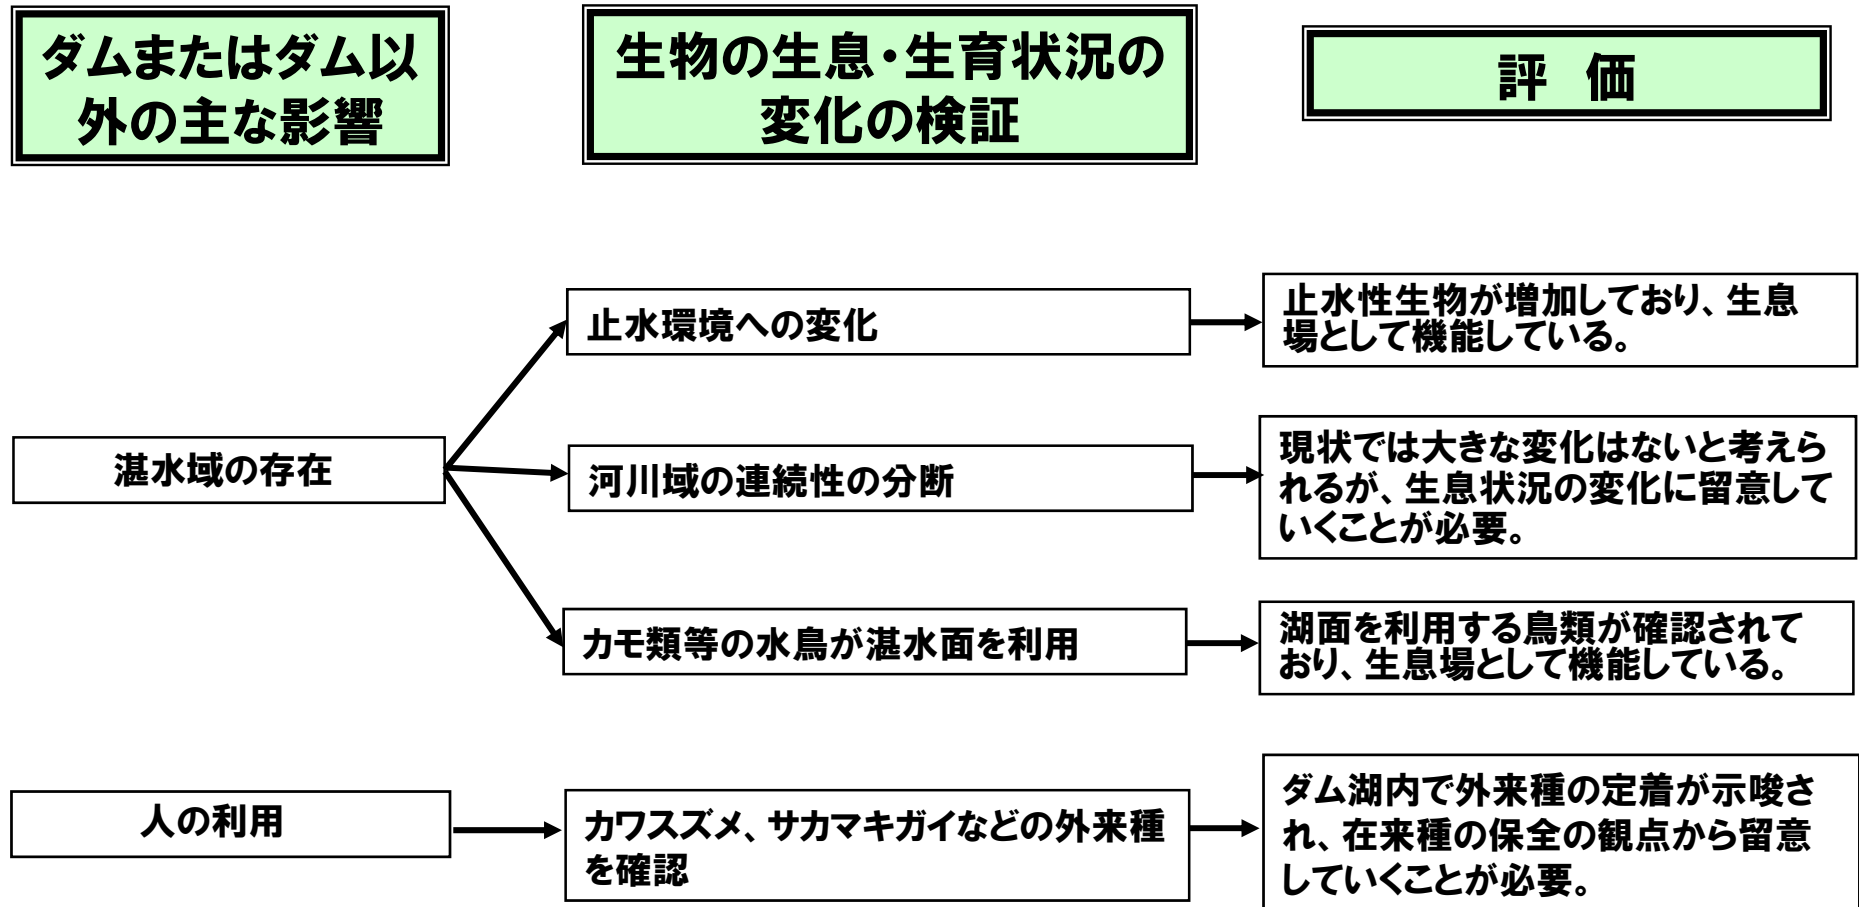 ダムまたはダム以
外の主な影響
生物の生息・生育状況の
変化の検証
評 価
湛水域の存在
止水環境への変化
止水性生物が増加しており、生息
場として機能している。
河川域の連続性の分断
現状では大きな変化はないと考えら
れるが、生息状況の変化に留意して
いくことが必要。
カモ類等の水鳥が湛水面を利用
湖面を利用する鳥類が確認されて
おり、生息場として機能している。
人の利用
カワスズメ、サカマキガイなどの外来種
を確認
ダム湖内で外来種の定着が示唆さ
れ、在来種の保全の観点から留意
していくことが必要。